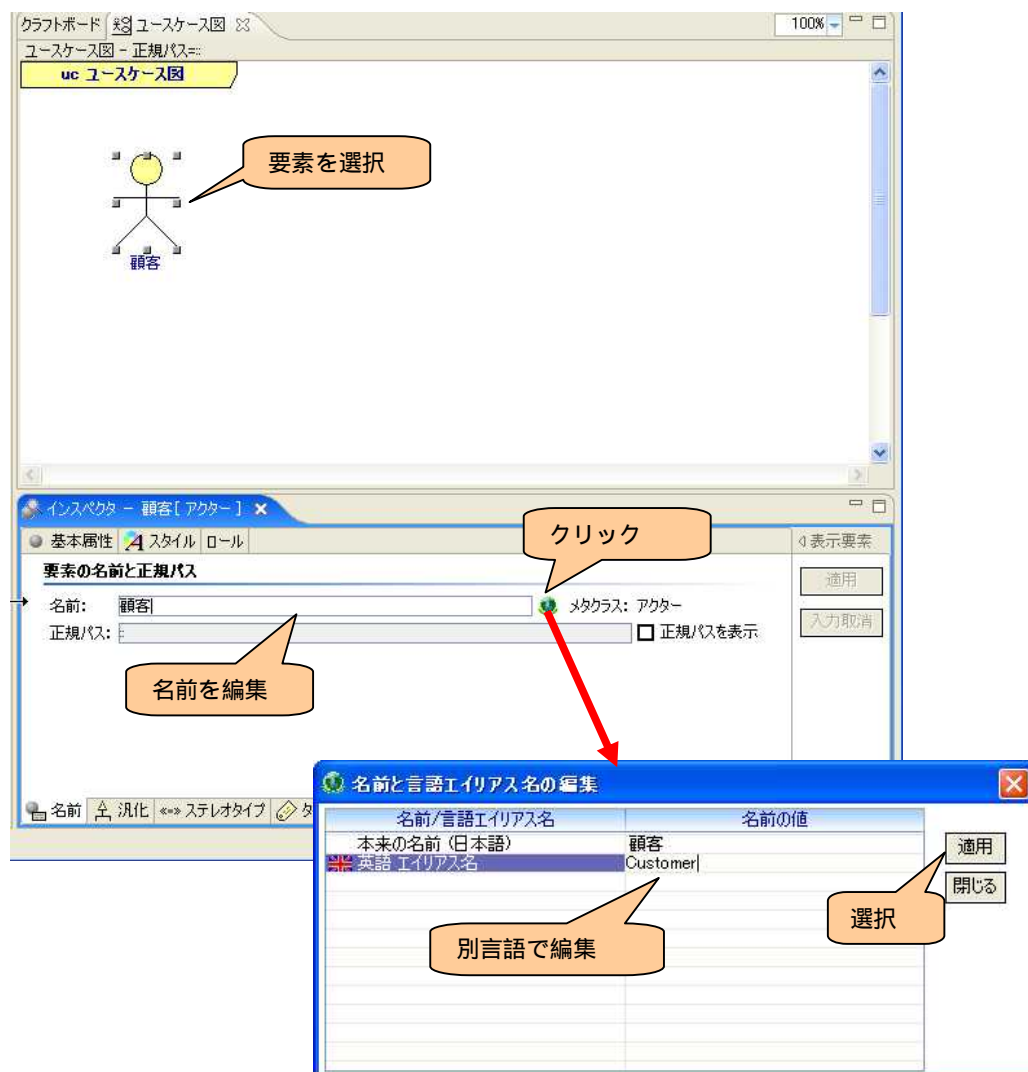 クラフトボード ユースケース図 100%
ユースケース図 - 正規パス=::
uc ユースケース図
要素を選択
顧客
インスペクタ - 顧客[アクター]
クリック
基本属性 スタイル ロール
表示要素
要素の名前と正規パス
適用
名前: 顧客 メタクラス: アクター
入力取消
正規パス: :: 正規パスを表示
名前を編集
名前と言語エイリアス名の編集
名前 汎化 «-» ステレオタイプ タ
名前/言語エイリアス名 名前の値
本来の名前 (日本語) 顧客
適用
英語 エイリアス名 Customer
閉じる
選択
別言語で編集